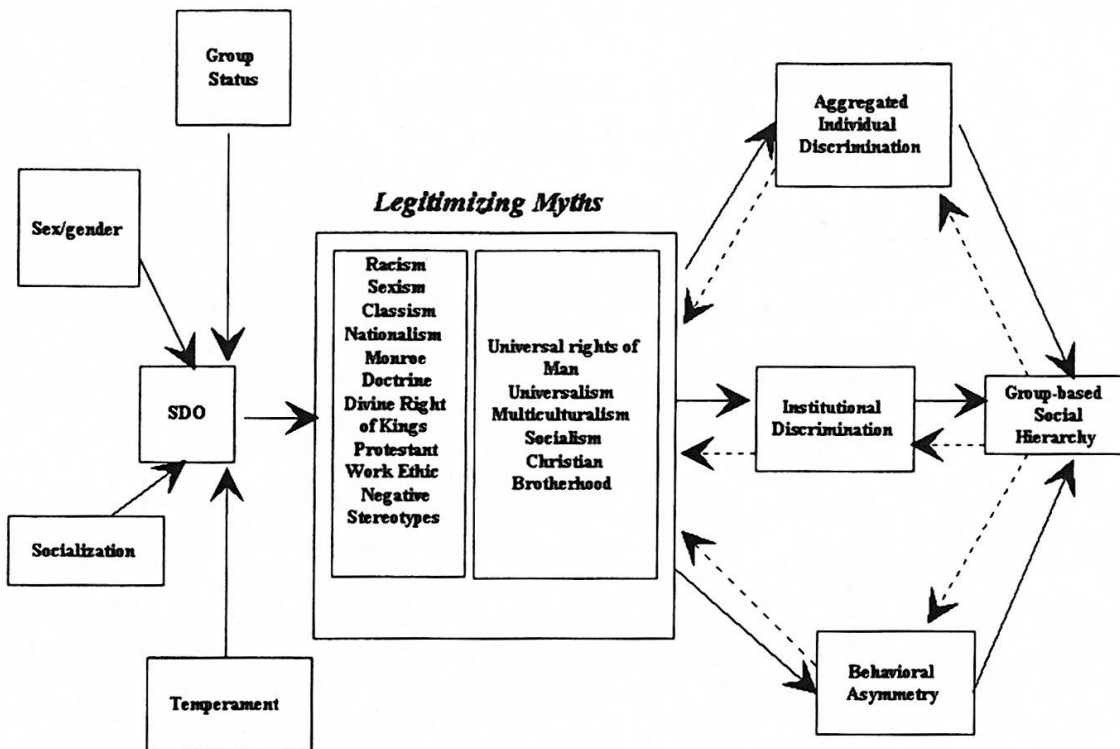 Group
Status
Sex/gender
SDO
Socialization
Temperament
Legitimizing Myths
Racism
Sexism
Classism
Nationalism
Monroe
Doctrine
Divine Right
of Kings
Protestant
Work Ethic
Negative
Stereotypes
Universal rights of
Man
Universalism
Multiculturalism
Socialism
Christian
Brotherhood
Aggregated
Individual
Discrimination
Institutional
Discrimination
Behavioral
Asymmetry
Group-based
Social
Hierarchy